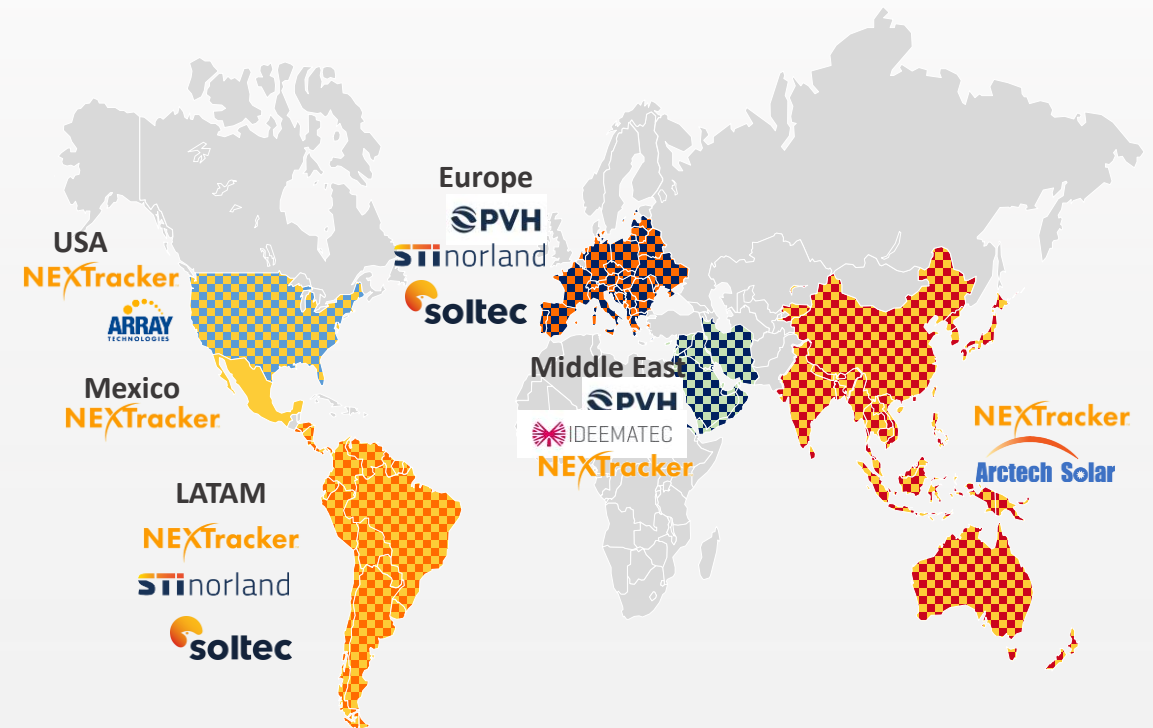 Europe
PVH
STInorland
soltec
USA
NEXTracker
ARRAY
TECHNOLOGIES
Mexico
NEXTracker
Middle East
PVH
IDEEMATEC
NEXTracker
NEXTracker
Arctech Solar
LATAM
NEXTracker
STInorland
soltec